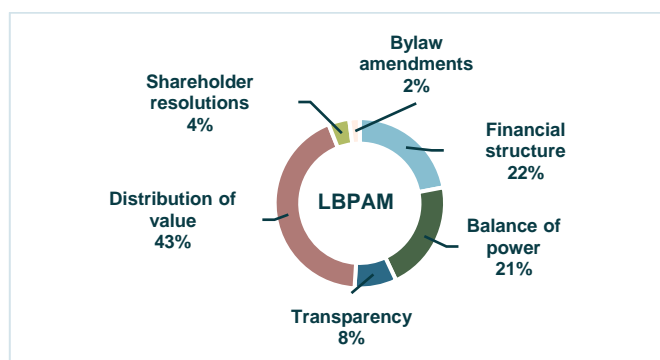 Bylaw
amendments
2%
Shareholder
resolutions
4%
Financial
structure
22%
Distribution of
value
43%
LBPAM
Balance of
power
21%
Transparency
8%